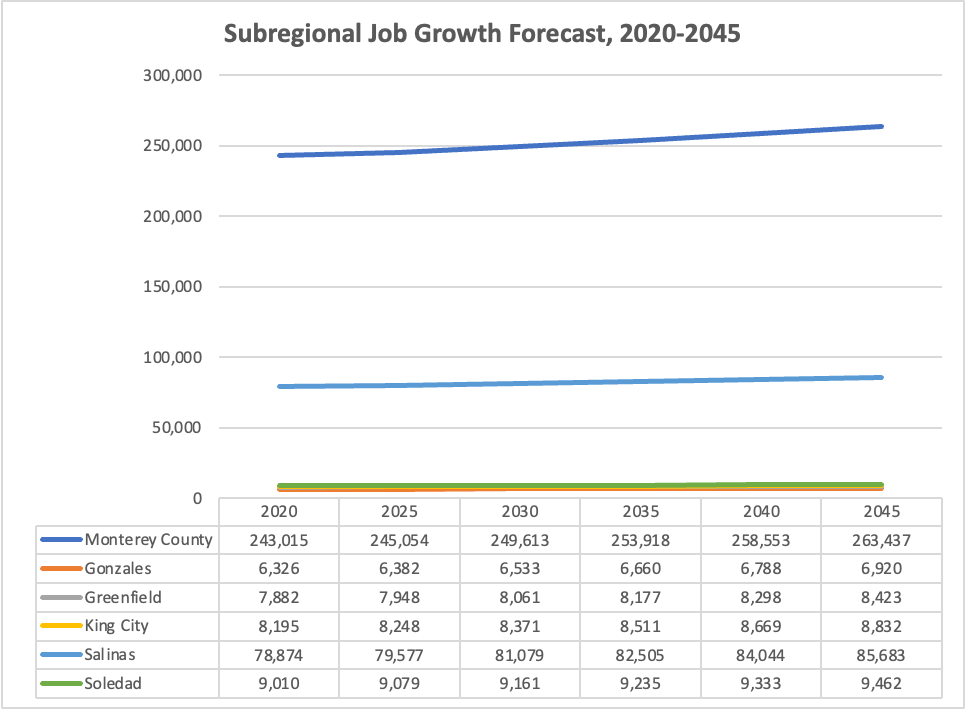 Subregional Job Growth Forecast, 2020-2045
300,000
250,000
200,000
150,000
100,000
50,000
0
2020 2025 2030 2035 2040 2045
Monterey County 243,015 245,054 249,613 253,918 258,553 263,437
Gonzales 6,326 6,382 6,533 6,660 6,788 6,920
Greenfield 7,882 7,948 8,061 8,177 8,298 8,423
King City 8,195 8,248 8,371 8,511 8,669 8,832
Salinas 78,874 79,577 81,079 82,505 84,044 85,683
Soledad 9,010 9,079 9,161 9,235 9,333 9,462